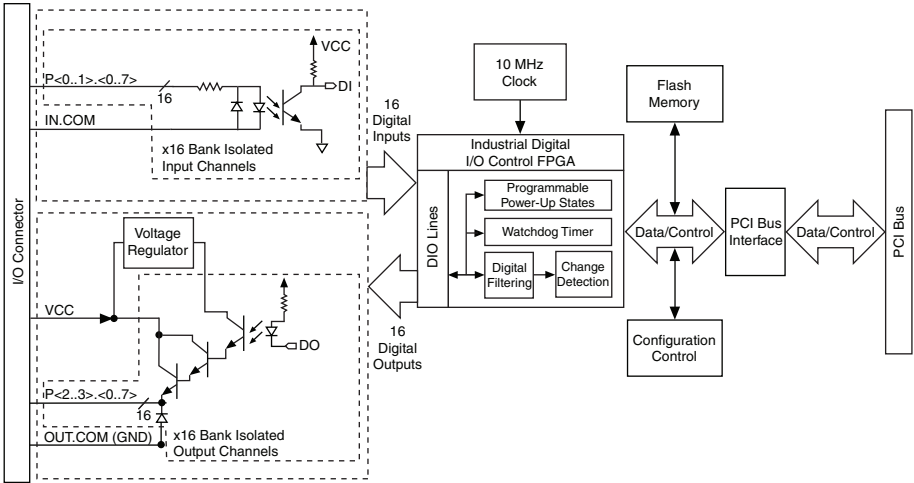 I/O Connector
VCC
P<0..1>.<0..7>
16
DI
IN.COM
x16 Bank Isolated
Input Channels
16
Digital
Inputs
Voltage
Regulator
VCC
DO
P<2..3>.<0..7>
16
OUT.COM (GND)
x16 Bank Isolated
Output Channels
16
Digital
Outputs
10 MHz
Clock
Industrial Digital
I/O Control FPGA
DIO Lines
Programmable
Power-Up States
Watchdog Timer
Digital
Filtering
Change
Detection
Flash
Memory
Data/Control
Configuration
Control
PCI Bus
Interface
Data/Control
PCI Bus